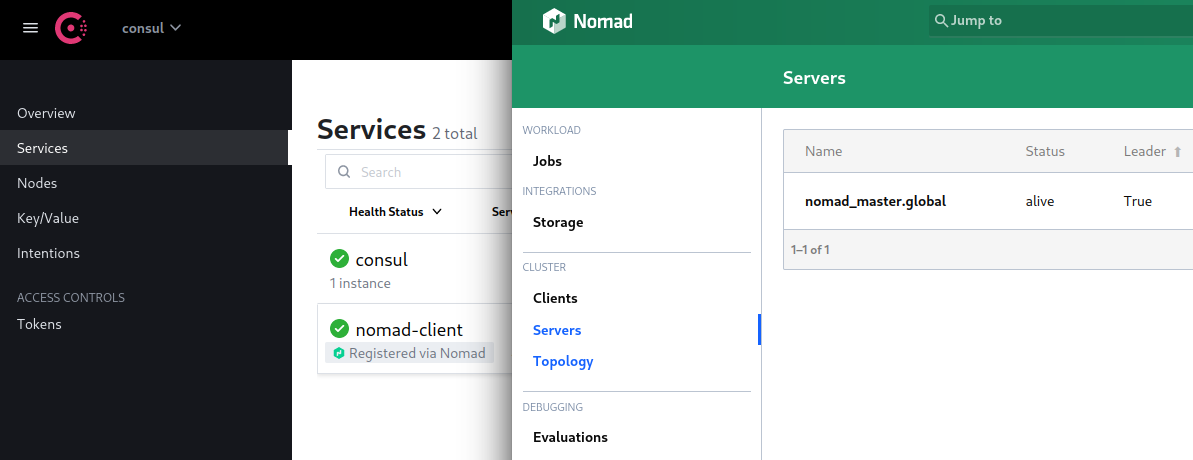 consul
Overview
Services
Nodes
Key/Value
Intentions
ACCESS CONTROLS
Tokens
Services 2 total
Search
Health Status
consul
1 instance
nomad-client
Registered via Nomad
Nomad
Jump to
Servers
WORKLOAD
Jobs
INTEGRATIONS
Storage
CLUSTER
Clients
Servers
Topology
DEBUGGING
Evaluations
Name Status Leader
nomad_master.global alive True
1–1 of 1